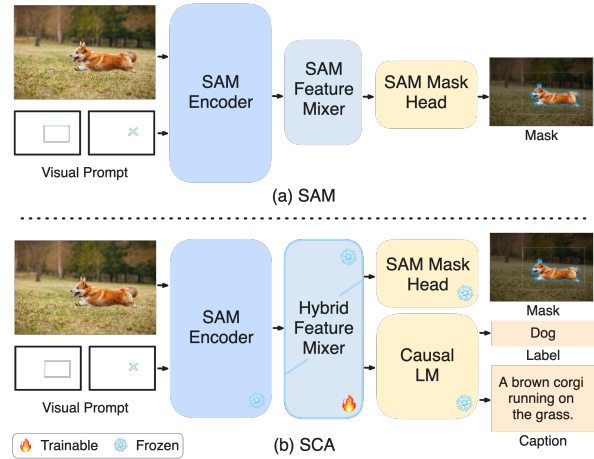 SAM
Encoder
SAM
Feature
Mixer
SAM Mask
Head
Mask
Visual Prompt
(a) SAM
SAM
Encoder
Hybrid
Feature
Mixer
SAM Mask
Head
Mask
Causal
LM
Dog
Label
A brown corgi
running on
the grass.
Caption
Visual Prompt
Trainable
Frozen
(b) SCA